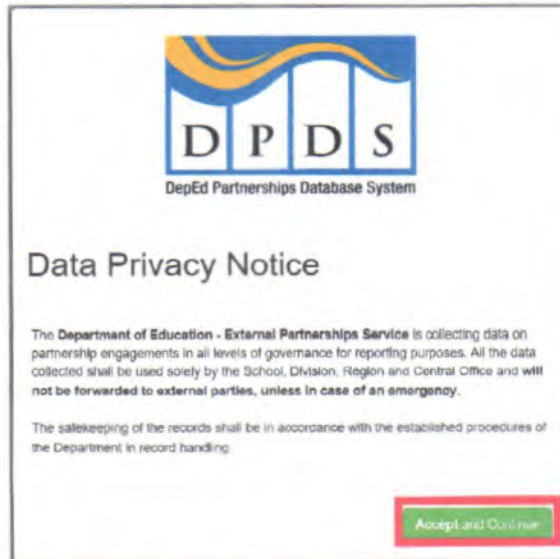 D P D S
DepEd Partnerships Database System
Data Privacy Notice
The Department of Education - External Partnerships Service is collecting data on
partnership engagements in all levels of governance for reporting purposes. All the data
collected shall be used solely by the School, Division, Region and Central Office and will
not be forwarded to external parties, unless in case of an emergency.
The safekeeping of the records shall be in accordance with the established procedures of
the Department in record handling.
Accept and Continue